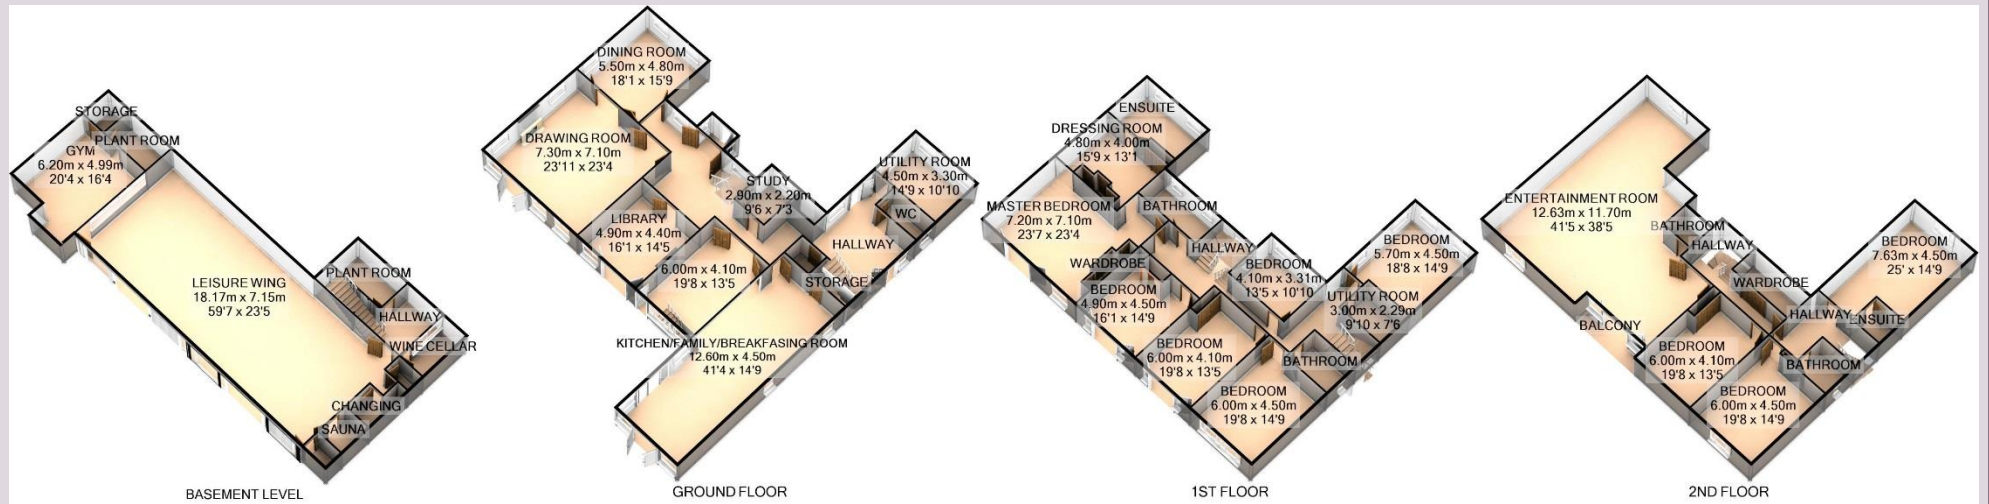 STORAGE
PLANT ROOM
GYM
6.20m x 4.99m
20'4 x 16'4
LEISURE WING
18.17m x 7.15m
59'7 x 23'5
PLANT ROOM
HALLWAY
WINE CELLAR
CHANGING
SAUNA
BASEMENT LEVEL
DINING ROOM
5.50m x 4.80m
18'1 x 15'9
DRAWING ROOM
7.30m x 7.10m
23'11 x 23'4
STUDY
2.90m x 2.20m
9'6 x 7'3
UTILITY ROOM
4.50m x 3.30m
14'9 x 10'10
WC
LIBRARY
4.90m x 4.40m
16'1 x 14'5
HALLWAY
6.00m x 4.10m
19'8 x 13'5
STORAGE
KITCHEN/FAMILY/BREAKFASING ROOM
12.60m x 4.50m
41'4 x 14'9
GROUND FLOOR
ENSUITE
DRESSING ROOM
4.80m x 4.00m
15'9 x 13'1
MASTER BEDROOM
7.20m x 7.10m
23'7 x 23'4
BATHROOM
HALLWAY
WARDROBE
BEDROOM
4.90m x 4.50m
16'1 x 14'9
BEDROOM
4.10m x 3.31m
13'5 x 10'10
BEDROOM
5.70m x 4.50m
18'8 x 14'9
UTILITY ROOM
3.00m x 2.29m
9'10 x 7'6
BEDROOM
6.00m x 4.10m
19'8 x 13'5
BATHROOM
BEDROOM
6.00m x 4.50m
19'8 x 14'9
1ST FLOOR
ENTERTAINMENT ROOM
12.63m x 11.70m
41'5 x 38'5
BATHROOM
HALLWAY
BEDROOM
7.63m x 4.50m
25' x 14'9
WARDROBE
HALLWAY
ENSUITE
BALCONY
BEDROOM
6.00m x 4.10m
19'8 x 13'5
BATHROOM
BEDROOM
6.00m x 4.50m
19'8 x 14'9
2ND FLOOR